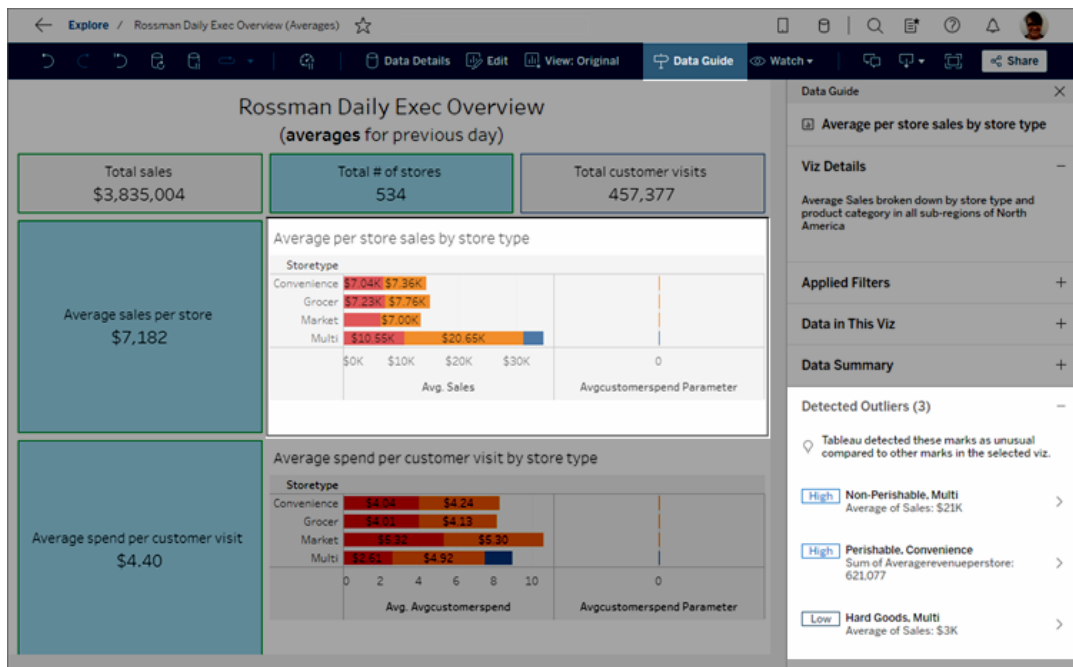 Explore / Rossman Daily Exec Overview (Averages)
Data Details Edit View: Original Data Guide Watch Share
Rossman Daily Exec Overview
(averages for previous day)
Total sales
$3,835,004
Total # of stores
534
Total customer visits
457,377
Average sales per store
$7,182
Average per store sales by store type
Storetype
Convenience $7.04K $7.36K
Grocer $7.23K $7.76K
Market $7.00K
Multi $10.55K $20.65K
$0K $10K $20K $30K 0
Avg. Sales Avgcustomerspend Parameter
Average spend per customer visit
$4.40
Average spend per customer visit by store type
Storetype
Convenience $4.04 $4.24
Grocer $4.01 $4.13
Market $5.32 $5.30
Multi $2.61 $4.92
0 2 4 6 8 10 0
Avg. Avgcustomerspend Avgcustomerspend Parameter
Data Guide
Average per store sales by store type
Viz Details
Average Sales broken down by store type and
product category in all sub-regions of North
America
Applied Filters
Data in This Viz
Data Summary
Detected Outliers (3)
Tableau detected these marks as unusual
compared to other marks in the selected viz.
High Non-Perishable, Multi
Average of Sales: $21K
High Perishable, Convenience
Sum of Averagerevenueperstore:
621,077
Low Hard Goods, Multi
Average of Sales: $3K